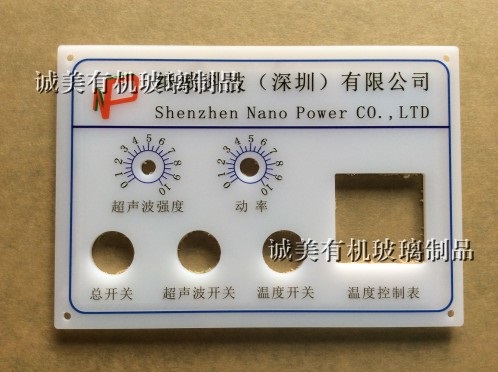 诚美有机玻璃制品
技（深圳）有限公司
Shenzhen Nano Power CO.,LTD
0 1 2 3 4 5 6 7 8 9 10
0 1 2 3 4 5 6 7 8 9 10
超声波强度
动率
诚美有机玻璃制品
总开关
超声波开关
温度开关
温度控制表